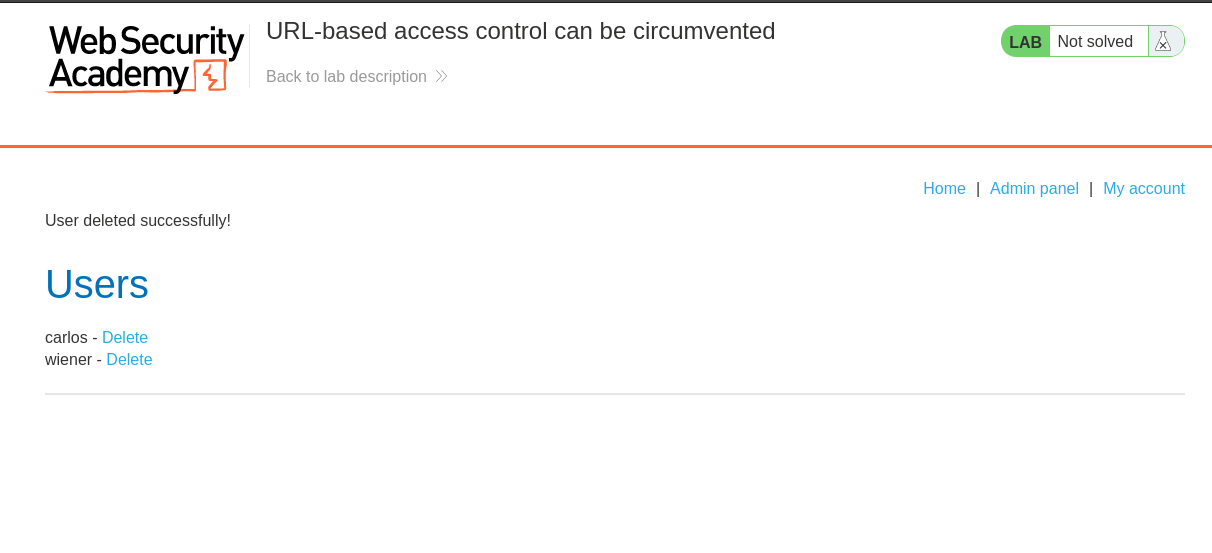 Web Security
Academy
URL-based access control can be circumvented
Back to lab description
LAB Not solved
Home | Admin panel | My account
User deleted successfully!
Users
carlos - Delete
wiener - Delete